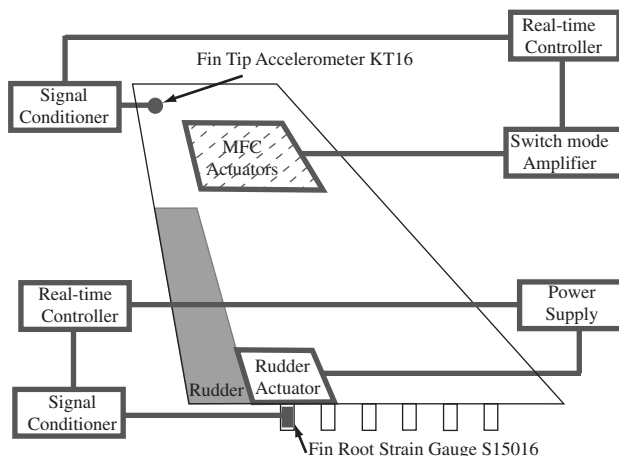 Fin Tip Accelerometer KT16
Real-time
Controller
Signal
Conditioner
MFC
Actuators
Switch mode
Amplifier
Real-time
Controller
Power
Supply
Rudder
Rudder
Actuator
Signal
Conditioner
Fin Root Strain Gauge S15016